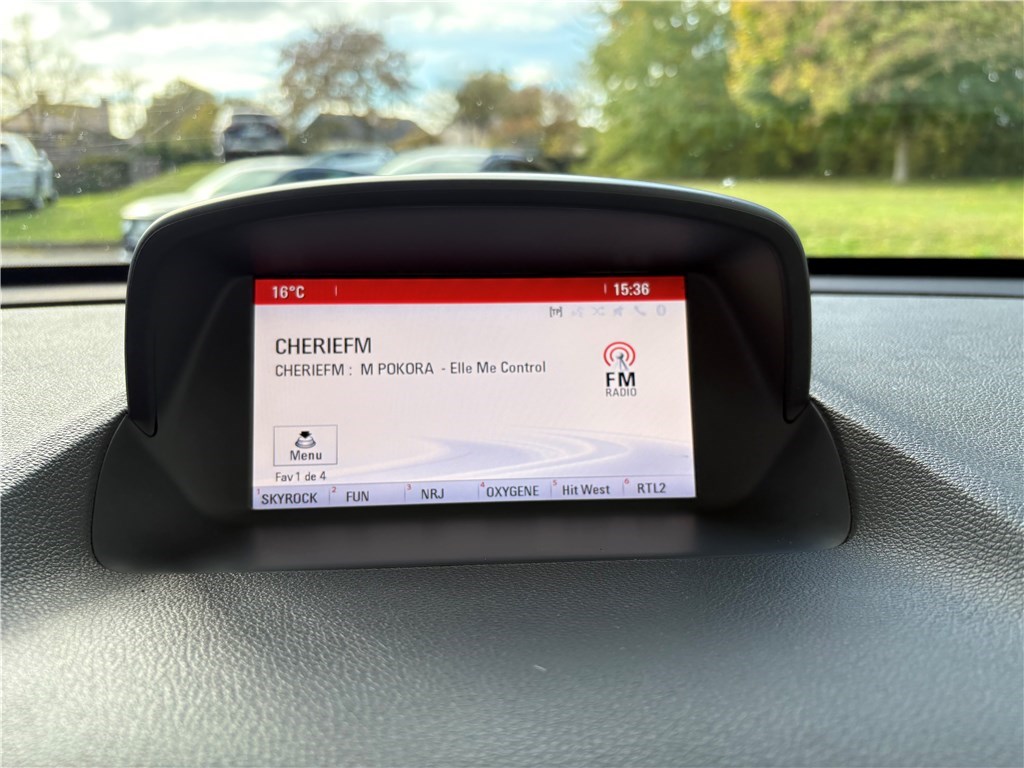 16°C 15:36
[TP]
CHERIEFM
CHERIEFM : M POKORA - Elle Me Control
FM
RADIO
Menu
Fav 1 de 4
1 SKYROCK 2 FUN 3 NRJ 4 OXYGENE 5 Hit West 6 RTL2